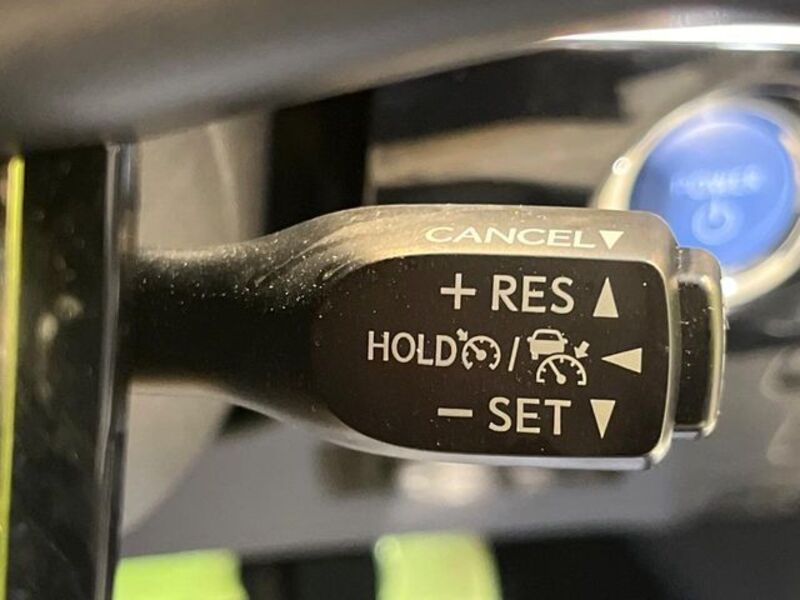 POWER
CANCEL▼
+ RES ▲
HOLD / ◀
− SET ▼